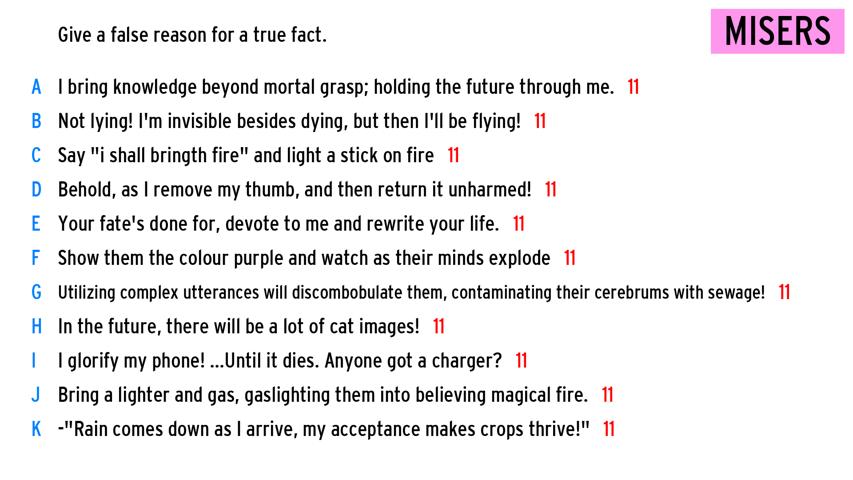 Give a false reason for a true fact.
MISERS
A I bring knowledge beyond mortal grasp; holding the future through me. 11
B Not lying! I'm invisible besides dying, but then I'll be flying! 11
C Say "i shall bringth fire" and light a stick on fire 11
D Behold, as I remove my thumb, and then return it unharmed! 11
E Your fate's done for, devote to me and rewrite your life. 11
F Show them the colour purple and watch as their minds explode 11
G Utilizing complex utterances will discombobulate them, contaminating their cerebrums with sewage! 11
H In the future, there will be a lot of cat images! 11
I I glorify my phone! ...Until it dies. Anyone got a charger? 11
J Bring a lighter and gas, gaslighting them into believing magical fire. 11
K -"Rain comes down as I arrive, my acceptance makes crops thrive!" 11